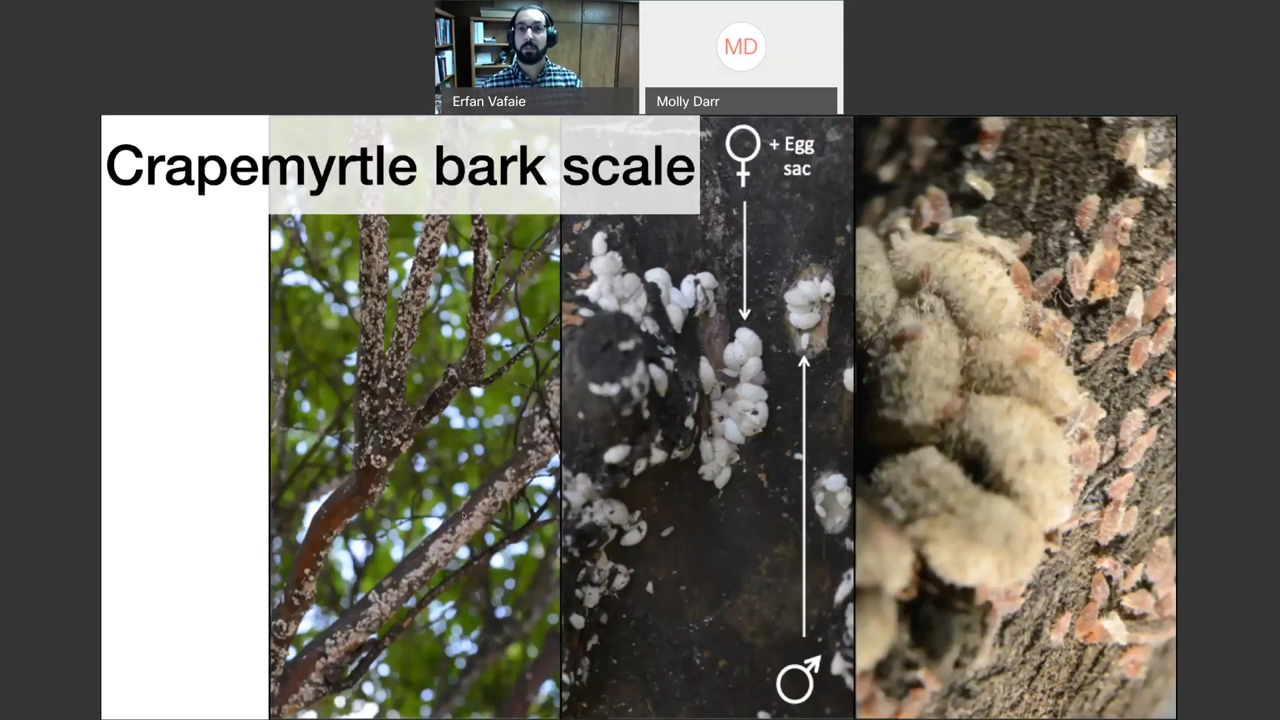 MD
Erfan Vafaie
Molly Darr
Crapemyrtle bark scale
+ Egg
sac